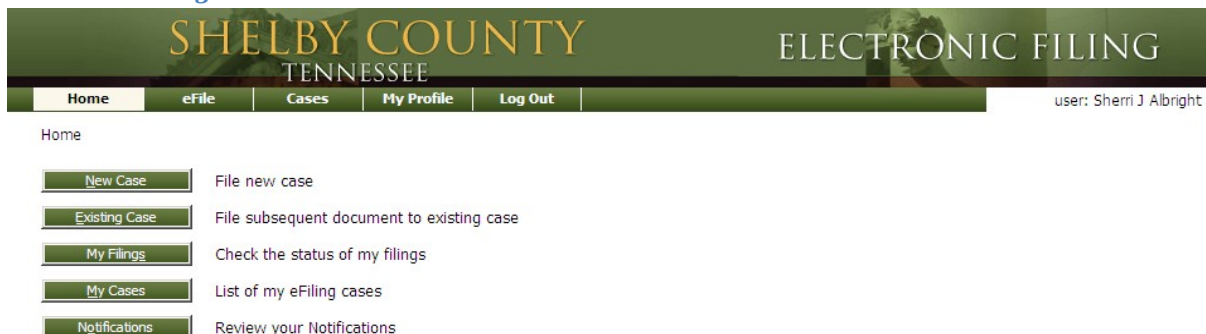 SHELBY COUNTY
TENNESSEE
ELECTRONIC FILING
Home eFile Cases My Profile Log Out user: Sherri J Albright
Home
New Case File new case
Existing Case File subsequent document to existing case
My Filings Check the status of my filings
My Cases List of my eFiling cases
Notifications Review your Notifications